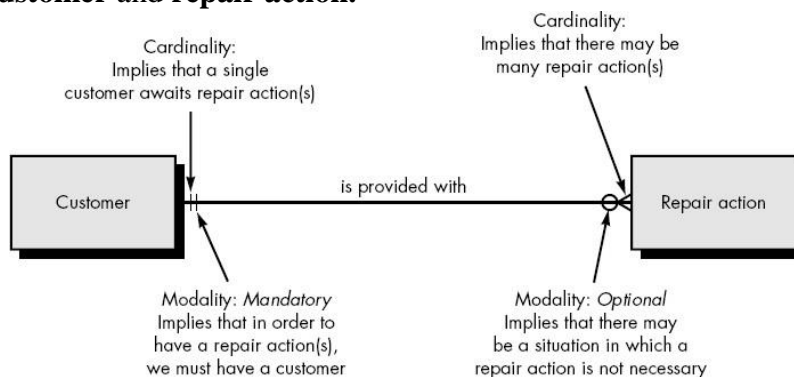 ustomer and repair action.
Cardinality:
Implies that a single
customer awaits repair action(s)
Cardinality:
Implies that there may be
many repair action(s)
Customer
is provided with
Repair action
Modality: Mandatory
Implies that in order to
have a repair action(s),
we must have a customer
Modality: Optional
Implies that there may
be a situation in which a
repair action is not necessary